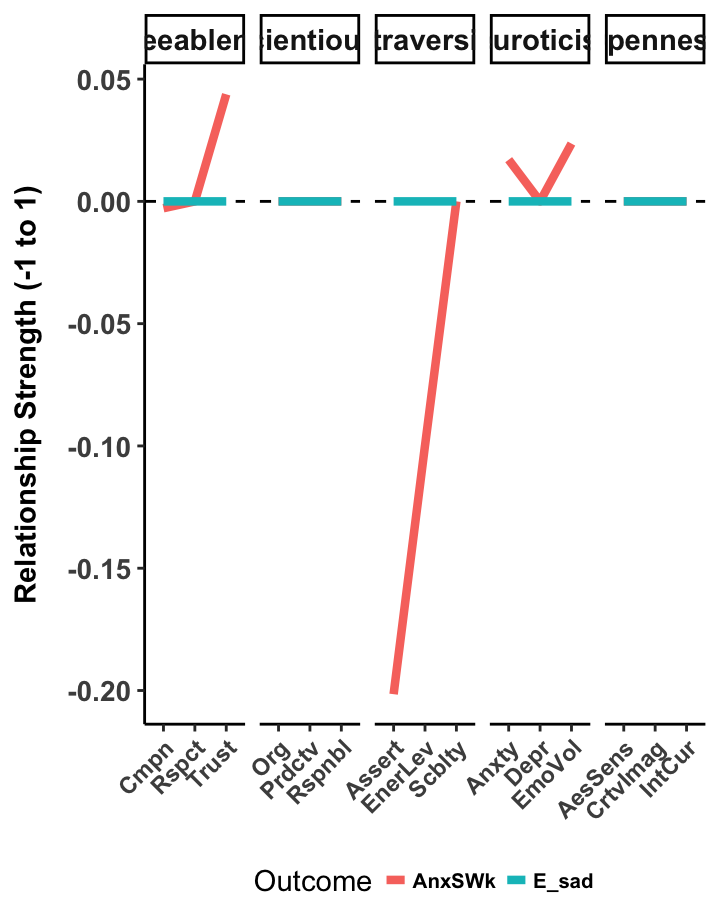 eeablen cientiou traversi uroticis pennes
0.05
0.00
-0.05
-0.10
-0.15
-0.20
Relationship Strength (-1 to 1)
Cmpn Rspct Trust Org Prdctv Rspnbl Assert EnerLev Scblty Anxty Depr EmoVol AesSens CrtvImag IntCur
Outcome AnxSWk E_sad